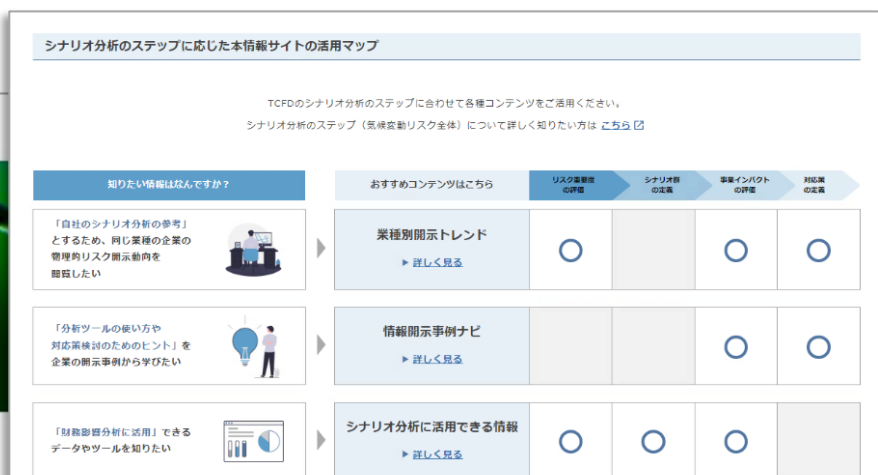 シナリオ分析のステップに応じた本情報サイトの活用マップ
TCFDのシナリオ分析のステップに合わせて各種コンテンツをご活用ください。
シナリオ分析のステップ（気候変動リスク全体）について詳しく知りたい方は こちら
知りたい情報はなんですか？
おすすめコンテンツはこちら
リスク重要度
の評価
シナリオ群
の定義
事業インパクト
の評価
対応策
の定義
「自社のシナリオ分析の参考」
とするため、同じ業種の企業の
物理的リスク開示動向を
閲覧したい
業種別開示トレンド
詳しく見る
「分析ツールの使い方や
対応策検討のためのヒント」を
企業の開示事例から学びたい
情報開示事例ナビ
詳しく見る
「財務影響分析に活用」できる
データやツールを知りたい
シナリオ分析に活用できる情報
詳しく見る